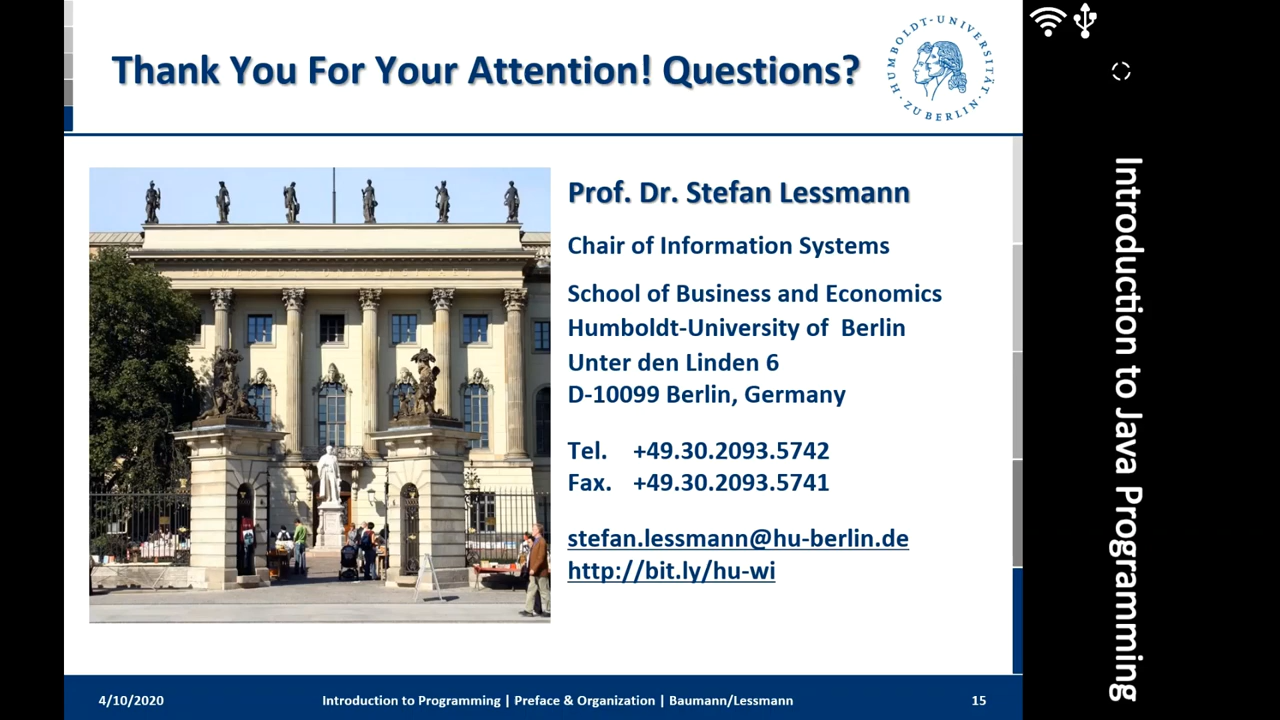 Thank You For Your Attention! Questions?
HUMBOLDT-UNIVERSITÄT
ZU BERLIN
Prof. Dr. Stefan Lessmann
Chair of Information Systems
School of Business and Economics
Humboldt-University of Berlin
Unter den Linden 6
D-10099 Berlin, Germany
Tel. +49.30.2093.5742
Fax. +49.30.2093.5741
stefan.lessmann@hu-berlin.de
http://bit.ly/hu-wi
4/10/2020
Introduction to Programming | Preface & Organization | Baumann/Lessmann
15
Introduction to Java Programming